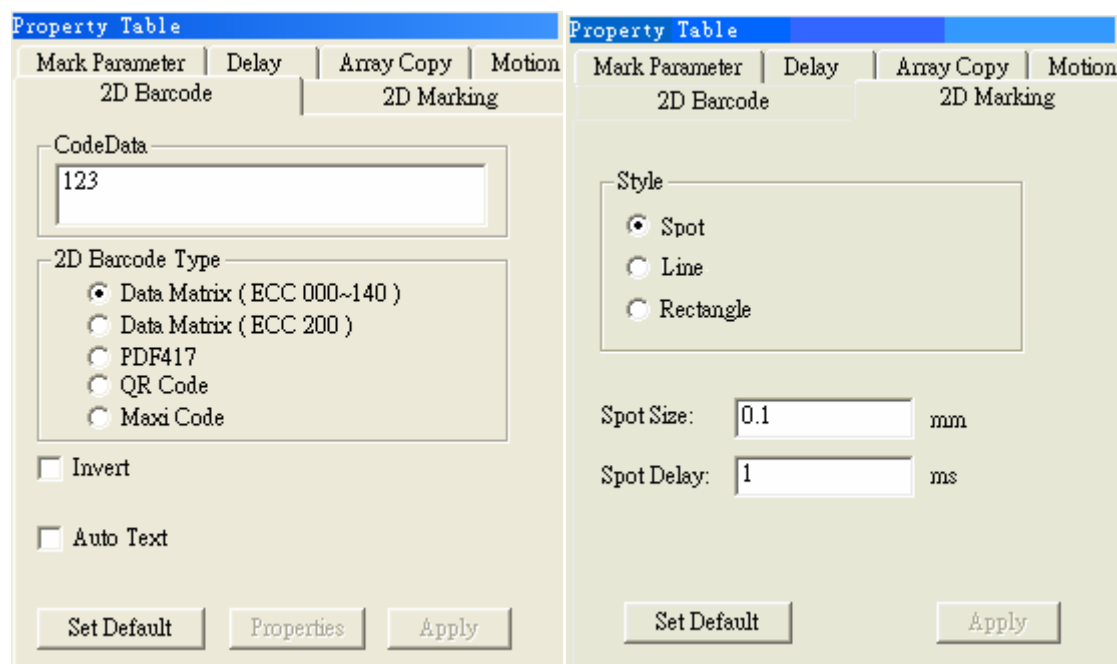 Property Table
Mark Parameter Delay Array Copy Motion
2D Barcode 2D Marking
CodeData
123
2D Barcode Type
Data Matrix ( ECC 000~140 )
Data Matrix ( ECC 200 )
PDF417
QR Code
Maxi Code
Invert
Auto Text
Set Default Properties Apply
Property Table
Mark Parameter Delay Array Copy Motion
2D Barcode 2D Marking
Style
Spot
Line
Rectangle
Spot Size: 0.1 mm
Spot Delay: 1 ms
Set Default Apply